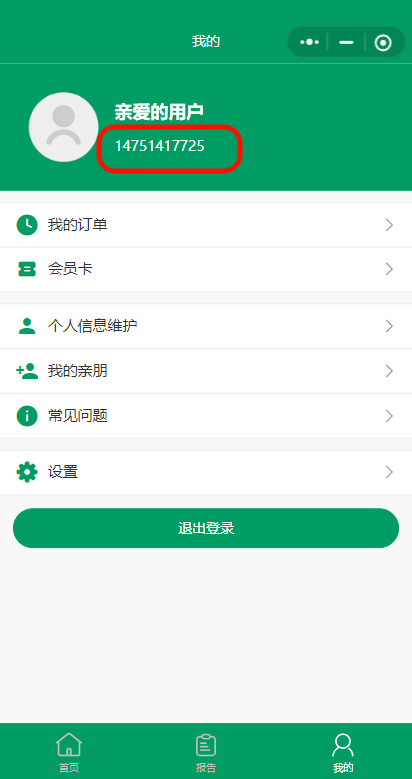 我的
亲爱的用户
14751417725
我的订单
会员卡
个人信息维护
我的亲朋
常见问题
设置
退出登录
首页
报告
我的